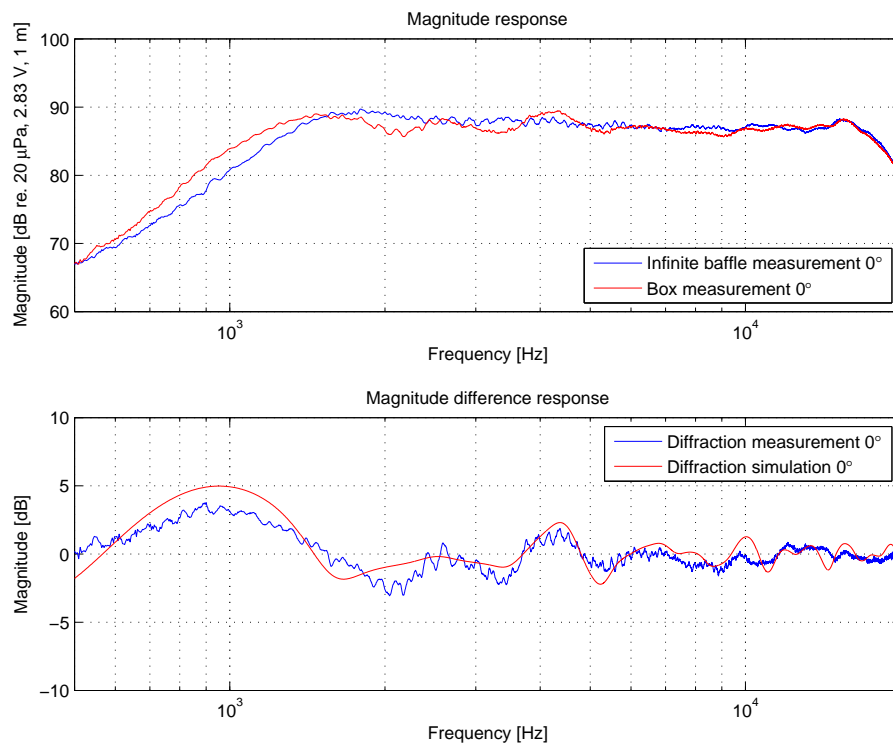 Magnitude response
Magnitude [dB re. 20 μPa, 2.83 V, 1 m]
100
90
80
70
60
Infinite baffle measurement 0°
Box measurement 0°
10³
10⁴
Frequency [Hz]
Magnitude difference response
Magnitude [dB]
10
5
0
−5
−10
Diffraction measurement 0°
Diffraction simulation 0°
10³
10⁴
Frequency [Hz]